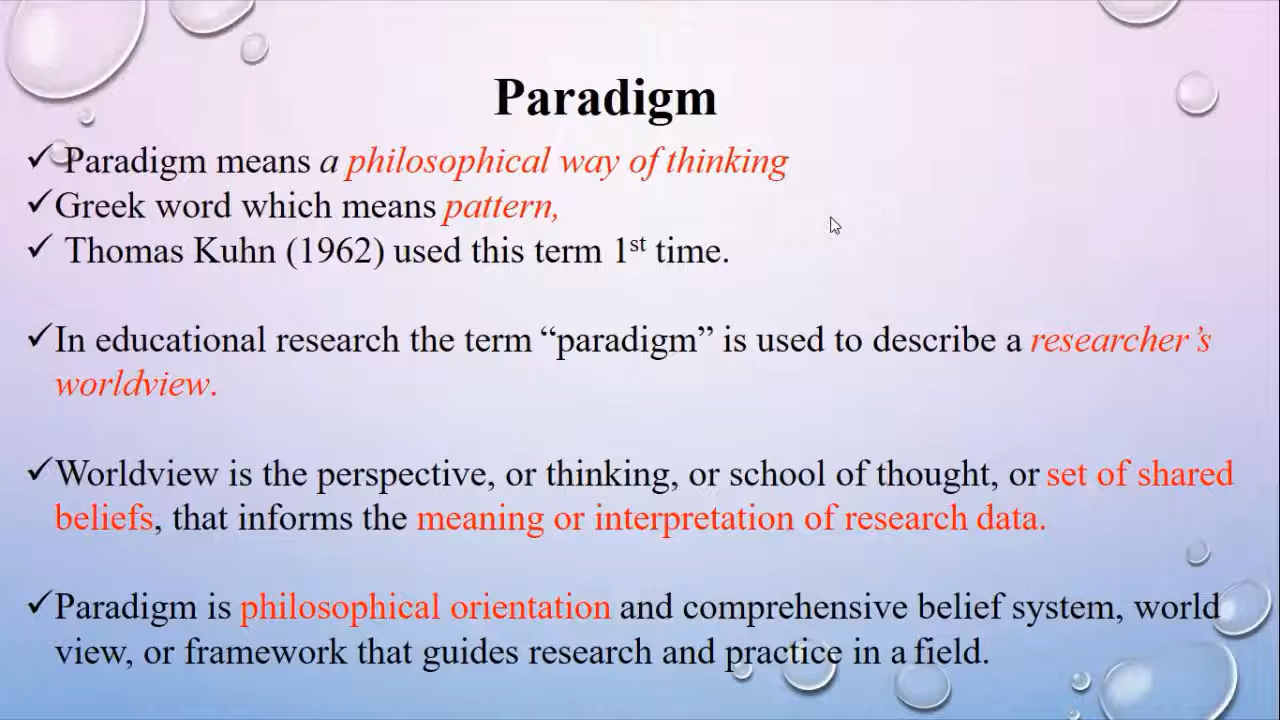 Paradigm
✓ Paradigm means a philosophical way of thinking
✓ Greek word which means pattern,
✓ Thomas Kuhn (1962) used this term 1st time.
✓ In educational research the term “paradigm” is used to describe a researcher’s
worldview.
✓ Worldview is the perspective, or thinking, or school of thought, or set of shared
beliefs, that informs the meaning or interpretation of research data.
✓ Paradigm is philosophical orientation and comprehensive belief system, world
view, or framework that guides research and practice in a field.